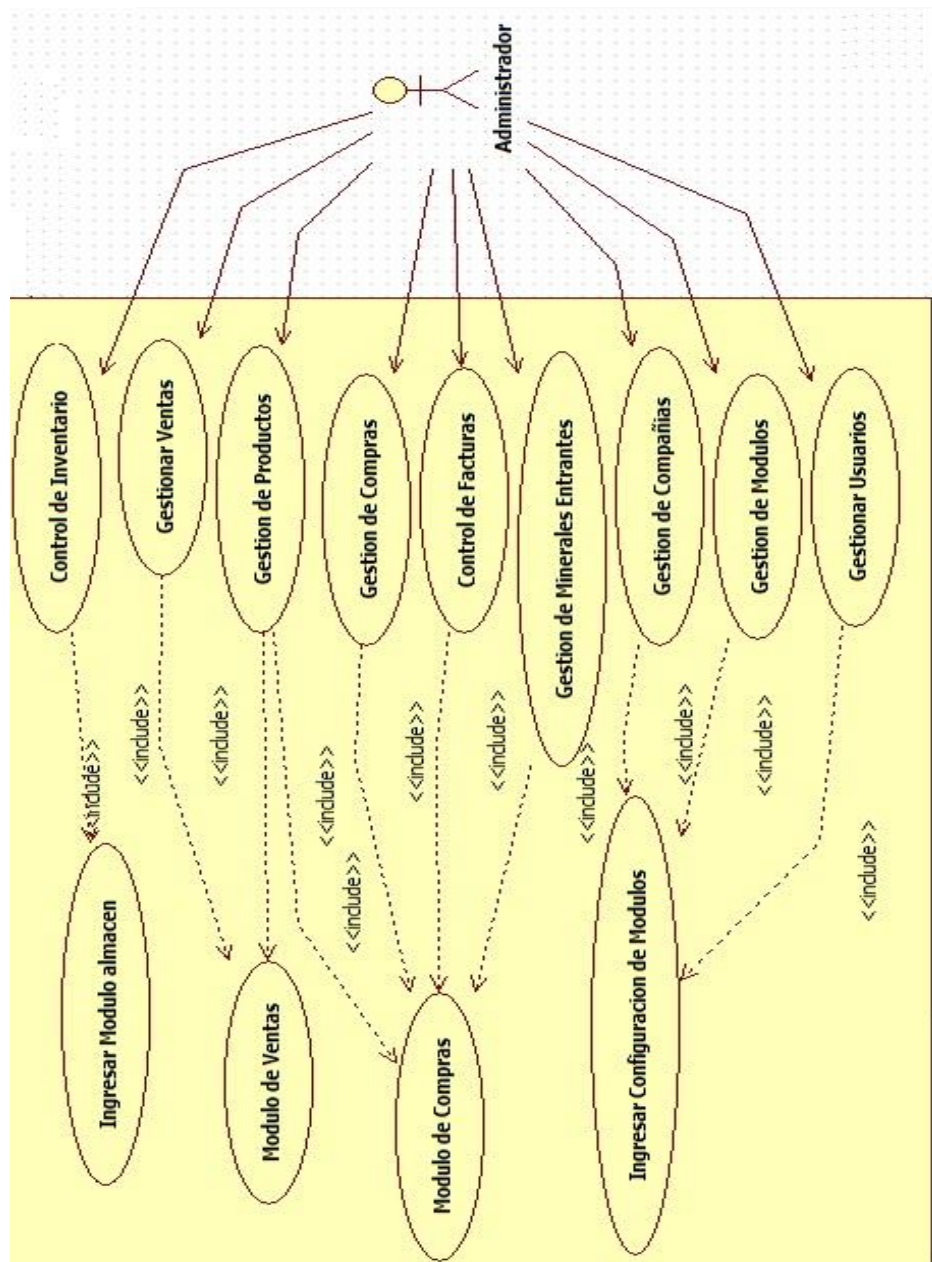 Administrador
Control de Inventario
Gestionar Ventas
Gestion de Productos
Gestion de Compras
Control de Facturas
Gestion de Minerales Entrantes
Gestion de Compañias
Gestion de Modulos
Gestionar Usuarios
<<include>>
<<include>>
<<include>>
<<include>>
<<include>>
<<include>>
<<include>>
<<include>>
<<include>>
<<include>>
Ingresar Modulo almacen
Modulo de Ventas
Modulo de Compras
Ingresar Configuracion de Modulos